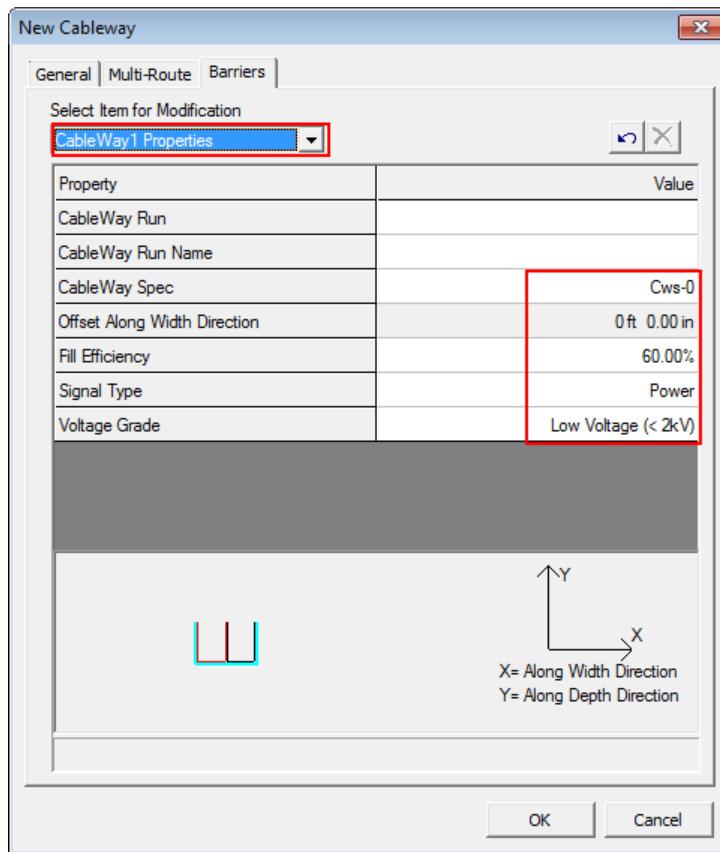 New Cableway
General Multi-Route Barriers
Select Item for Modification
CableWay1 Properties
Property Value
CableWay Run
CableWay Run Name
CableWay Spec Cws-0
Offset Along Width Direction 0 ft 0.00 in
Fill Efficiency 60.00%
Signal Type Power
Voltage Grade Low Voltage (< 2kV)
Y
X
X= Along Width Direction
Y= Along Depth Direction
OK Cancel